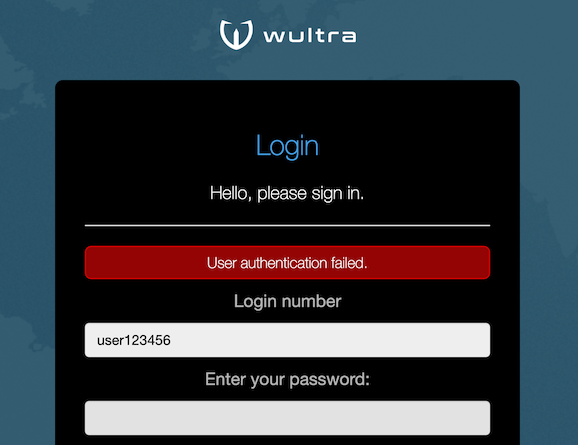 wultra
Login
Hello, please sign in.
User authentication failed.
Login number
user123456
Enter your password: